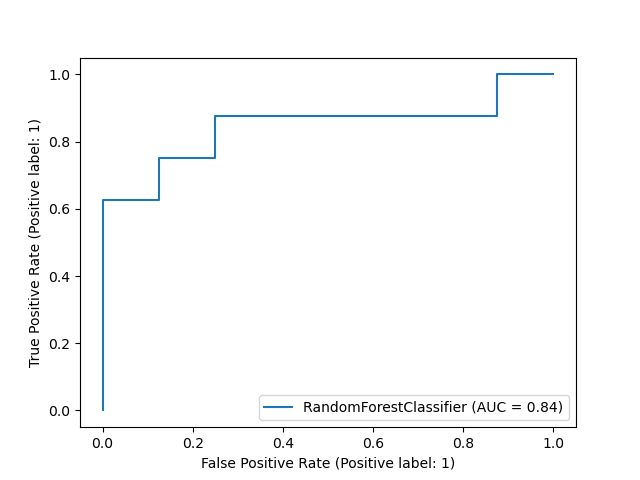 1.0
0.8
0.6
0.4
0.2
0.0
True Positive Rate (Positive label: 1)
RandomForestClassifier (AUC = 0.84)
0.0 0.2 0.4 0.6 0.8 1.0
False Positive Rate (Positive label: 1)